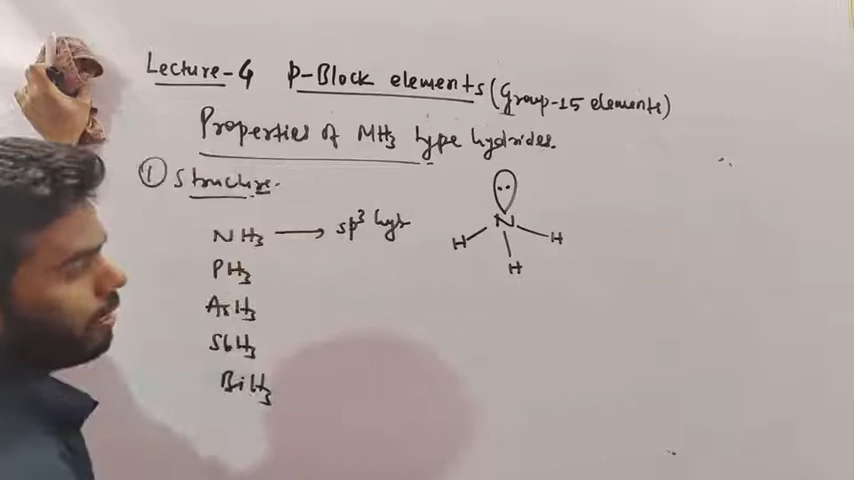 Lecture-4 p-Block elements (Group-15 elements)
Properties of MH3 type hydrides.
① Structure.
NH3 ⟶ sp³ hyb
PH3
AsH3
SbH3
BiH3
..
N
H H
H